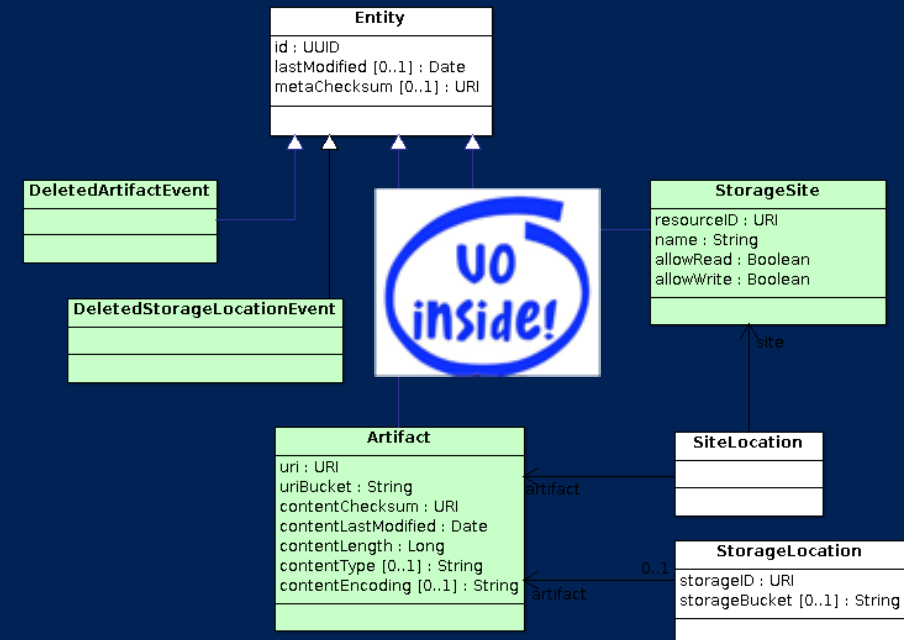 Entity
id : UUID
lastModified [0..1] : Date
metaChecksum [0..1] : URI
DeletedArtifactEvent
DeletedStorageLocationEvent
VO
inside!
StorageSite
resourceID : URI
name : String
allowRead : Boolean
allowWrite : Boolean
site
Artifact
uri : URI
uriBucket : String
contentChecksum : URI
contentLastModified : Date
contentLength : Long
contentType [0..1] : String
contentEncoding [0..1] : String
SiteLocation
artifact
StorageLocation
storageID : URI
storageBucket [0..1] : String
0..1
artifact